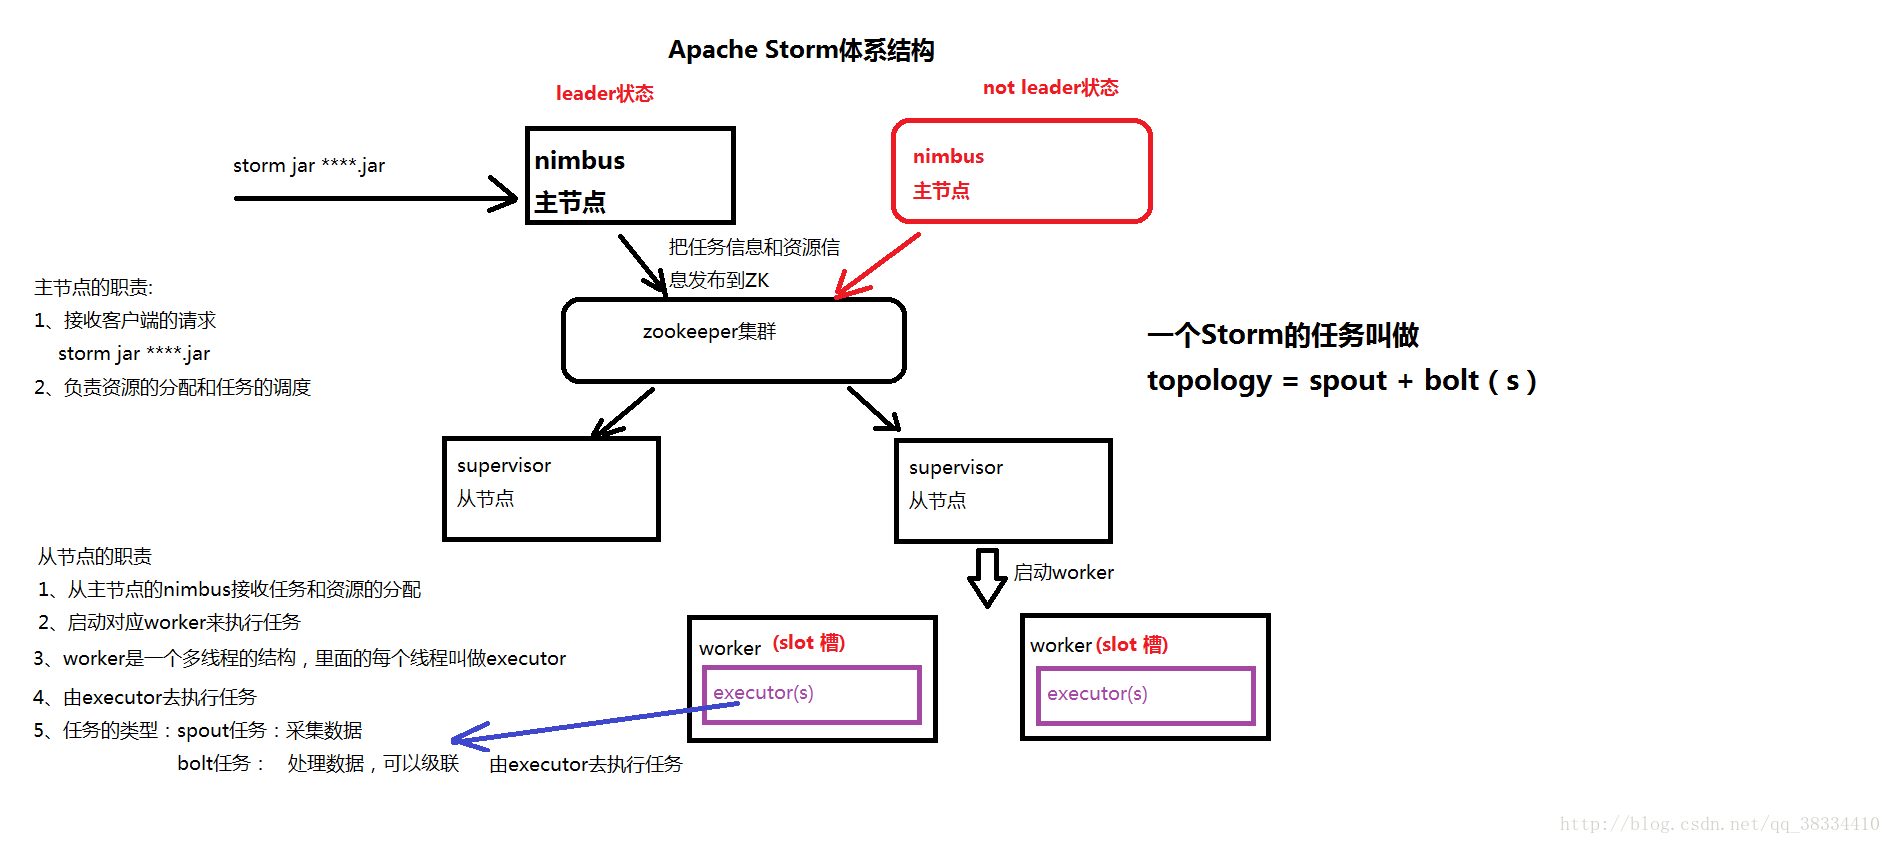 Apache Storm体系结构
leader状态
not leader状态
storm jar ****.jar
nimbus
主节点
nimbus
主节点
把任务信息和资源信
息发布到ZK
主节点的职责:
1、接收客户端的请求
storm jar ****.jar
2、负责资源的分配和任务的调度
zookeeper集群
一个Storm的任务叫做
topology = spout + bolt ( s )
supervisor
从节点
supervisor
从节点
启动worker
从节点的职责
1、从主节点的nimbus接收任务和资源的分配
2、启动对应worker来执行任务
3、worker是一个多线程的结构，里面的每个线程叫做executor
4、由executor去执行任务
5、任务的类型：spout任务：采集数据
bolt任务： 处理数据，可以级联
由executor去执行任务
worker (slot 槽)
executor(s)
worker (slot 槽)
executor(s)
http://blog.csdn.net/qq_38334410